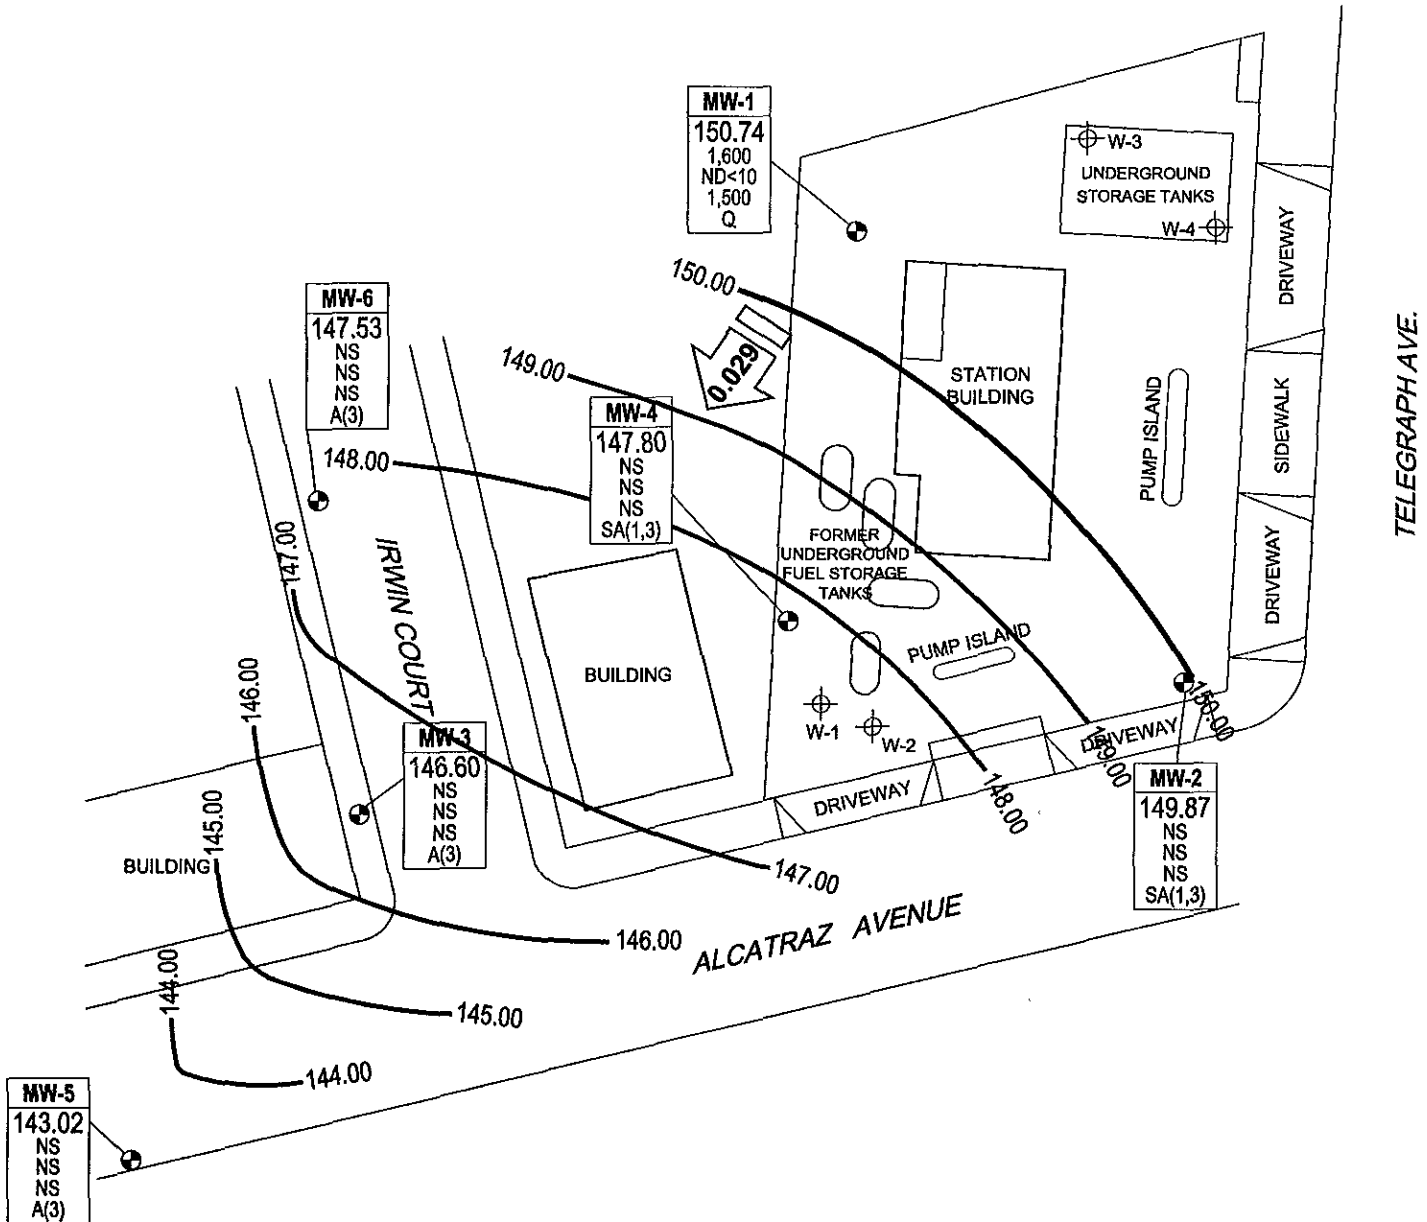 MW-1
150.74
1,600
ND<10
1,500
Q
W-3
UNDERGROUND
STORAGE TANKS
W-4
DRIVEWAY
TELEGRAPH AVE.
150.00
MW-6
147.53
NS
NS
NS
A(3)
0.029
149.00
STATION
BUILDING
PUMP ISLAND
SIDEWALK
MW-4
147.80
NS
NS
NS
SA(1,3)
148.00
147.00
IRWIN COURT
FORMER
UNDERGROUND
FUEL STORAGE
TANKS
DRIVEWAY
PUMP ISLAND
BUILDING
146.00
W-1
W-2
150.00
DRIVEWAY
149.00
MW-3
146.60
NS
NS
NS
A(3)
DRIVEWAY
148.00
MW-2
149.87
NS
NS
NS
SA(1,3)
145.00
BUILDING
147.00
ALCATRAZ AVENUE
146.00
144.00
145.00
144.00
MW-5
143.02
NS
NS
NS
A(3)